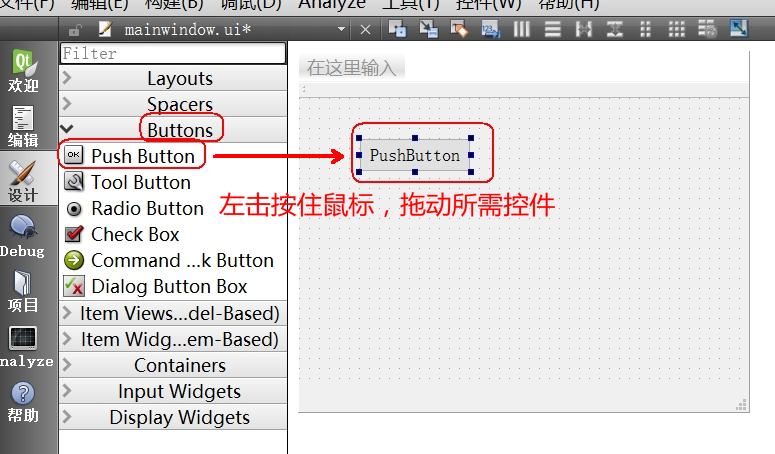 文件(F) 编辑(E) 构建(B) 调试(D) Analyze 工具(T) 控件(W) 帮助(H)
mainwindow.ui*
Qt
欢迎
编辑
设计
Debug
项目
nalyze
帮助
Filter
Layouts
Spacers
Buttons
OK Push Button
Tool Button
Radio Button
Check Box
Command ...k Button
Dialog Button Box
Item Views...del-Based)
Item Widg...em-Based)
Containers
Input Widgets
Display Widgets
在这里输入
PushButton
左击按住鼠标，拖动所需控件